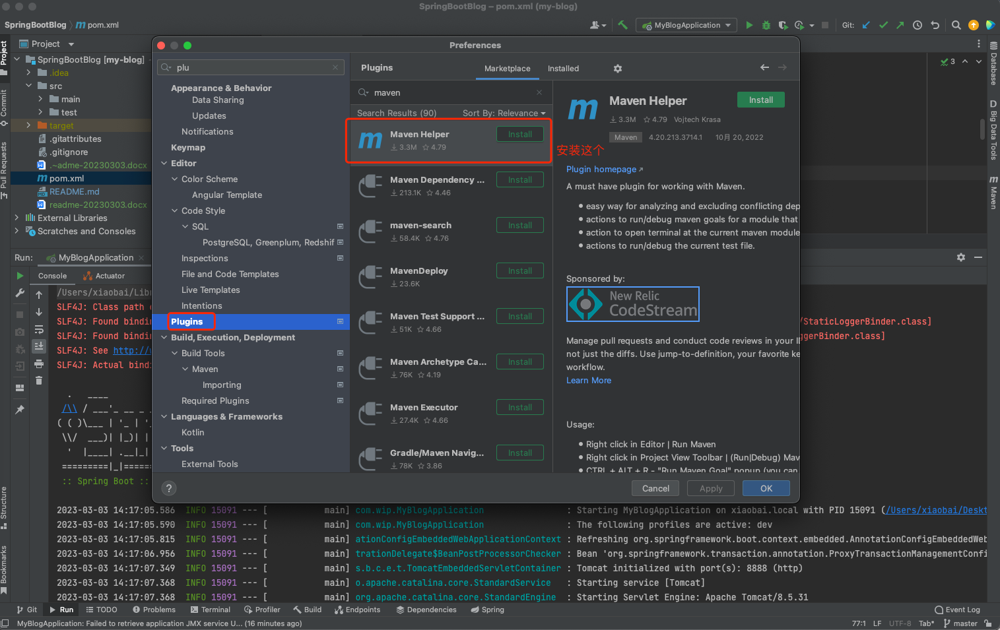 SpringBootBlog – pom.xml (my-blog)
SpringBootBlog
pom.xml
MyBlogApplication
Git:
Project
Commit
Pull Requests
Structure
Bookmarks
Project
SpringBootBlog [my-blog]
.idea
src
main
test
target
.gitattributes
.gitignore
.~adme-20230303.docx
pom.xml
README.md
readme-20230303.docx
External Libraries
Scratches and Consoles
3
Database
Big Data Tools
Maven
Preferences
plu
Appearance & Behavior
Data Sharing
Updates
Notifications
Keymap
Editor
Color Scheme
Angular Template
Code Style
SQL
PostgreSQL, Greenplum, Redshif
Inspections
File and Code Templates
Live Templates
Intentions
Plugins
Build, Execution, Deployment
Build Tools
Maven
Importing
Required Plugins
Languages & Frameworks
Kotlin
Tools
External Tools
Plugins
Marketplace
Installed
maven
Search Results (90)
Sort By: Relevance
Maven Helper
Install
3.3M 4.79
Maven Dependency ...
Install
213.1K 4.46
maven-search
Install
58.4K 4.76
MavenDeploy
Install
23.6K
Maven Test Support ...
Install
51K 4.66
Maven Archetype Ca...
Install
76K 4.19
Maven Executor
Install
27.4K 4.66
Gradle/Maven Navig...
Install
78K 3.86
安装这个
Maven Helper
Install
3.3M 4.79 Vojtech Krasa
Maven 4.20.213.3714.1 10月 20, 2022
Plugin homepage
A must have plugin for working with Maven.
easy way for analyzing and excluding conflicting dep
actions to run/debug maven goals for a module that
action to open terminal at the current maven module
actions to run/debug the current test file.
Sponsored by:
New Relic
CodeStream
Manage pull requests and conduct code reviews in your I
not just the diffs. Use jump-to-definition, your favorite ke
workflow.
Learn More
Usage:
Right click in Editor | Run Maven
Right click in Project View Toolbar | (Run|Debug) Mav
CTRL + ALT + R - "Run Maven Goal" popup (you can
?
Cancel
Apply
OK
Run:
MyBlogApplication
Console
Actuator
/Users/xiaobai/Libr
SLF4J: Class path
SLF4J: Found bindin
/StaticLoggerBinder.class]
SLF4J: Found bindin
ggerBinder.class]
SLF4J: See http://
SLF4J: Actual bindi
:: Spring Boot ::
2023-03-03 14:17:05.586 INFO 15091 --- [ main] com.wip.MyBlogApplication : Starting MyBlogApplication on xiaobai.local with PID 15091 (/Users/xiaobai/Deskt
2023-03-03 14:17:05.590 INFO 15091 --- [ main] com.wip.MyBlogApplication : The following profiles are active: dev
2023-03-03 14:17:05.815 INFO 15091 --- [ main] ationConfigEmbeddedWebApplicationContext : Refreshing org.springframework.boot.context.embedded.AnnotationConfigEmbeddedWeb
2023-03-03 14:17:06.956 INFO 15091 --- [ main] trationDelegate$BeanPostProcessorChecker : Bean 'org.springframework.transaction.annotation.ProxyTransactionManagementConfi
2023-03-03 14:17:07.349 INFO 15091 --- [ main] s.b.c.e.t.TomcatEmbeddedServletContainer : Tomcat initialized with port(s): 8888 (http)
2023-03-03 14:17:07.368 INFO 15091 --- [ main] o.apache.catalina.core.StandardService : Starting service [Tomcat]
2023-03-03 14:17:07.368 INFO 15091 --- [ main] org.apache.catalina.core.StandardEngine : Starting Servlet Engine: Apache Tomcat/8.5.31
Git
Run
TODO
Problems
Terminal
Profiler
Build
Endpoints
Dependencies
Spring
Event Log
MyBlogApplication: Failed to retrieve application JMX service U... (16 minutes ago)
77:1 LF UTF-8 Tab* master